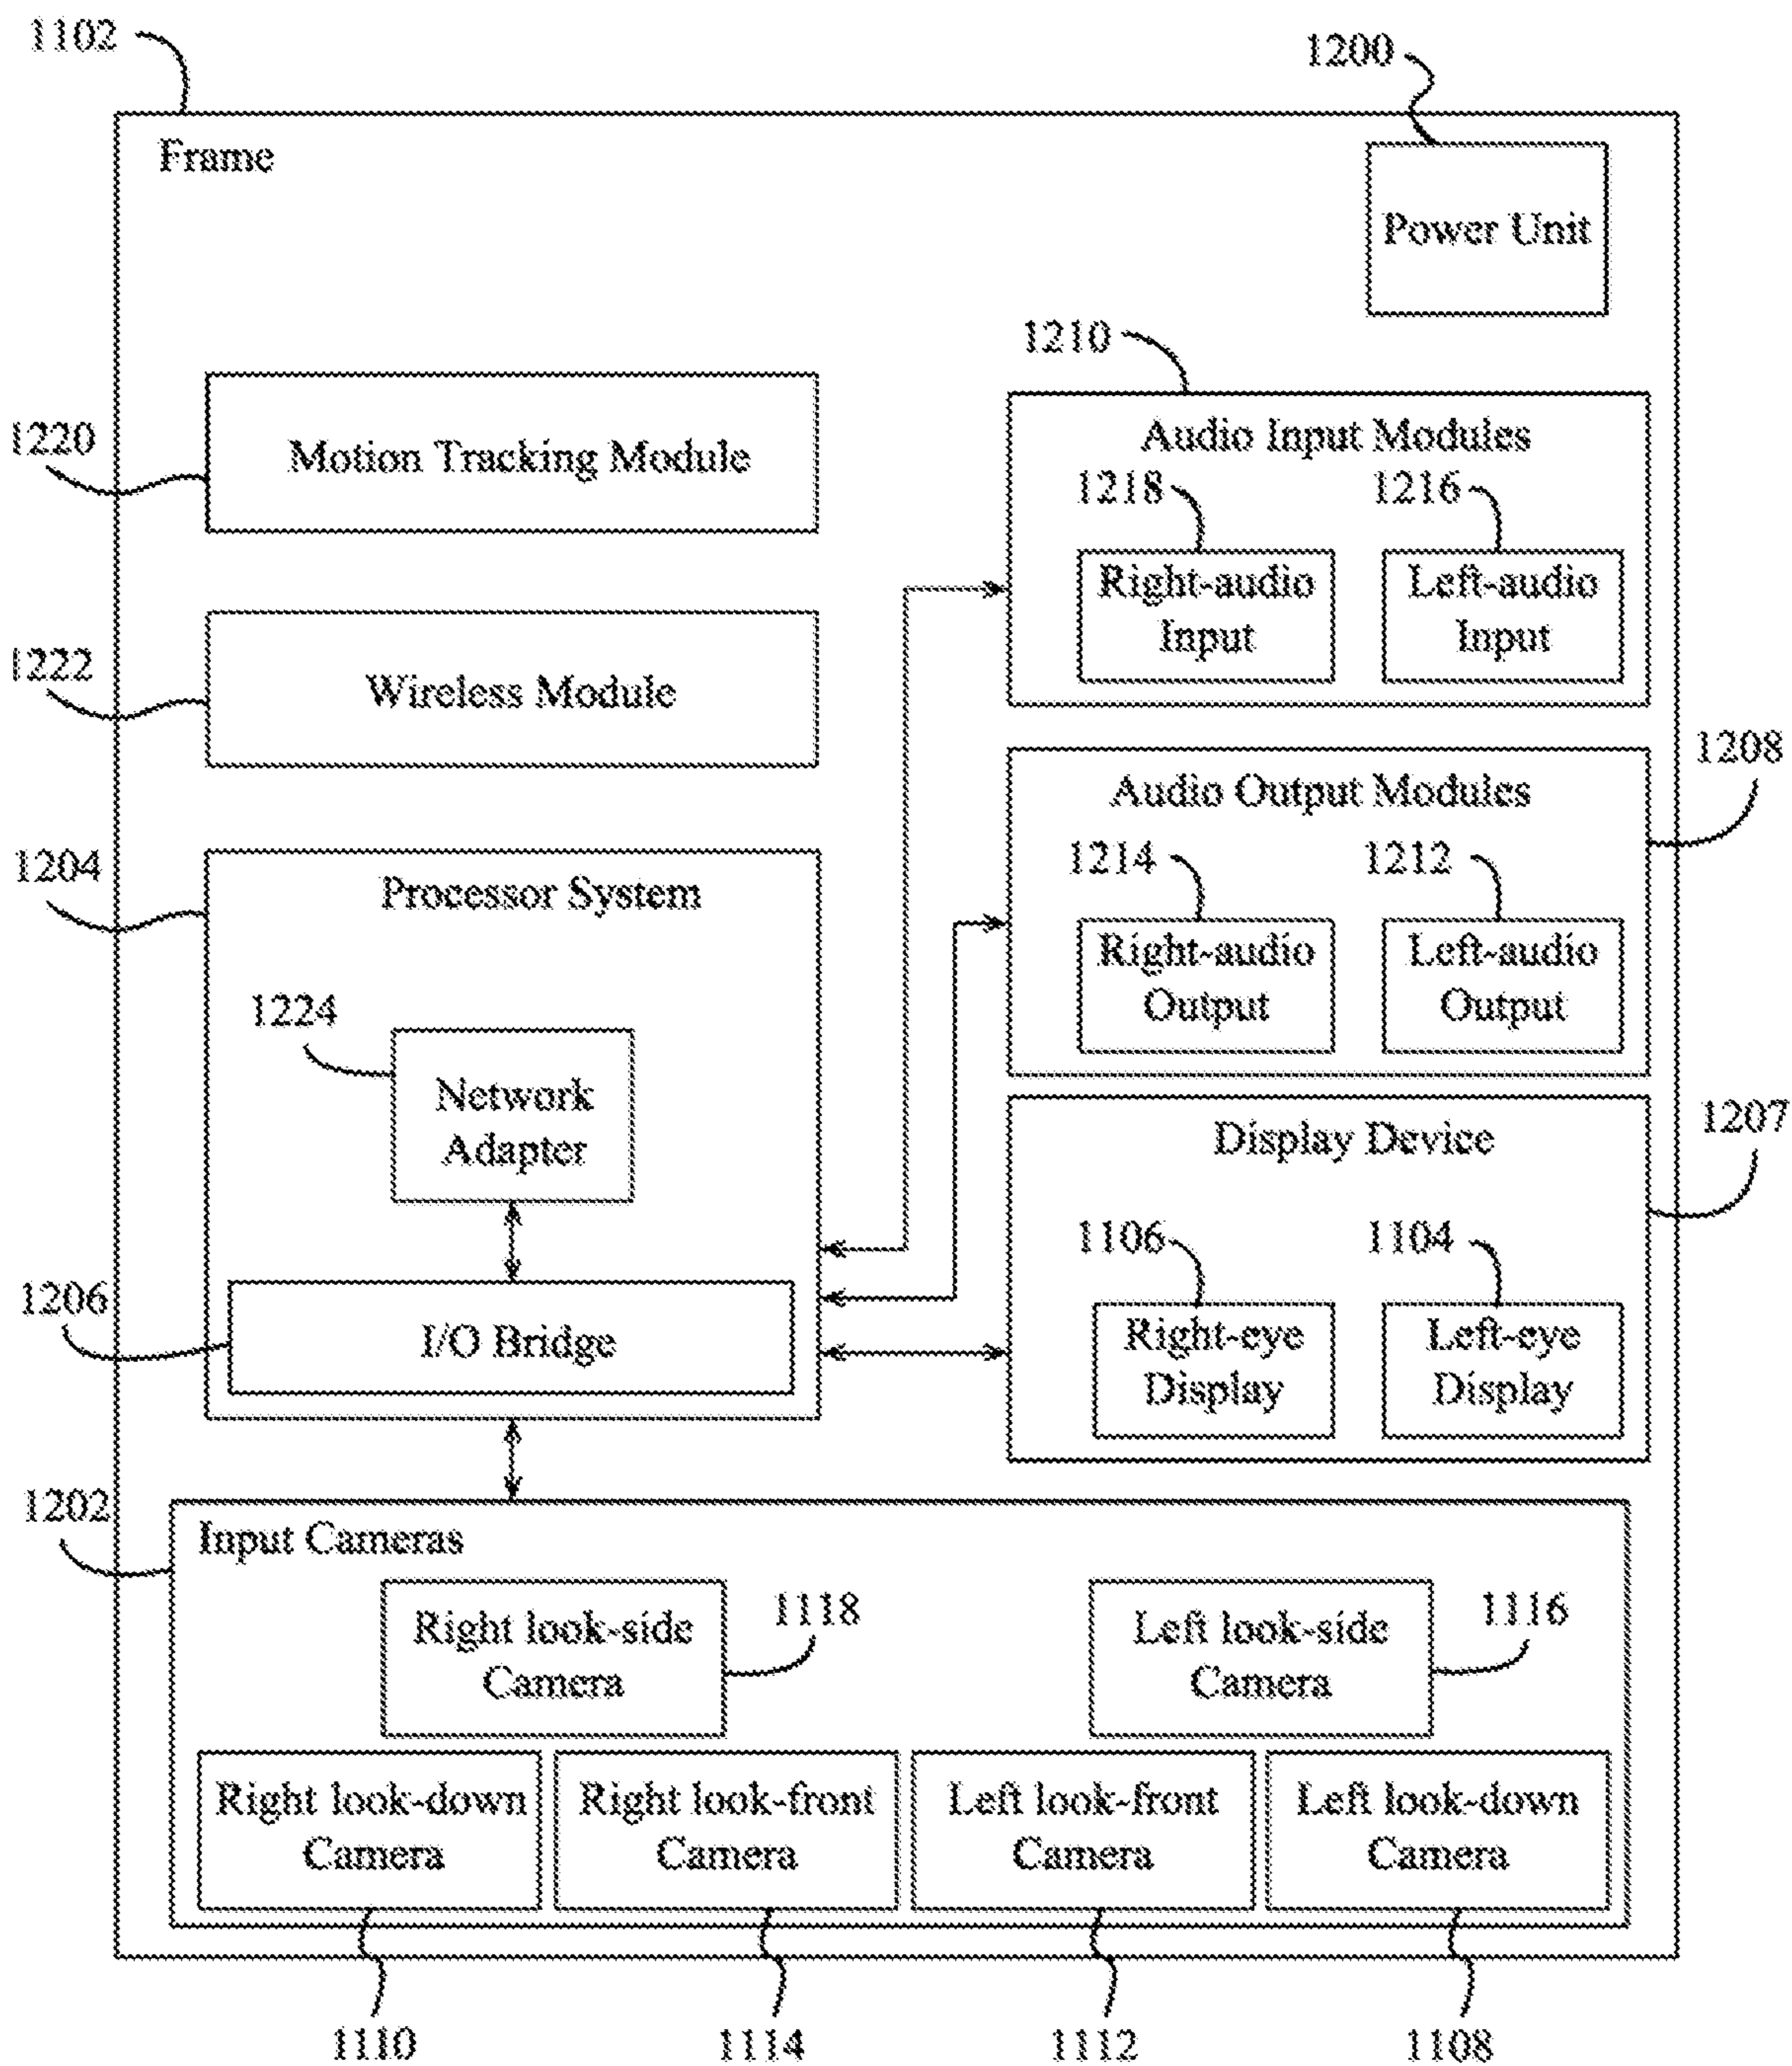 1102
1200
Frame
Power Unit
1210
1220
Motion Tracking Module
Audio Input Modules
1218
1216
Right-audio
Input
Left-audio
Input
1222
Wireless Module
1208
Audio Output Modules
1214
1212
Right-audio
Output
Left-audio
Output
1204
Processor System
1224
Network
Adapter
1207
Display Device
1106
1104
Right-eye
Display
Left-eye
Display
1206
I/O Bridge
1202
Input Cameras
Right look-side
Camera
1118
Left look-side
Camera
1116
Right look-down
Camera
Right look-front
Camera
Left look-front
Camera
Left look-down
Camera
1110
1114
1112
1108